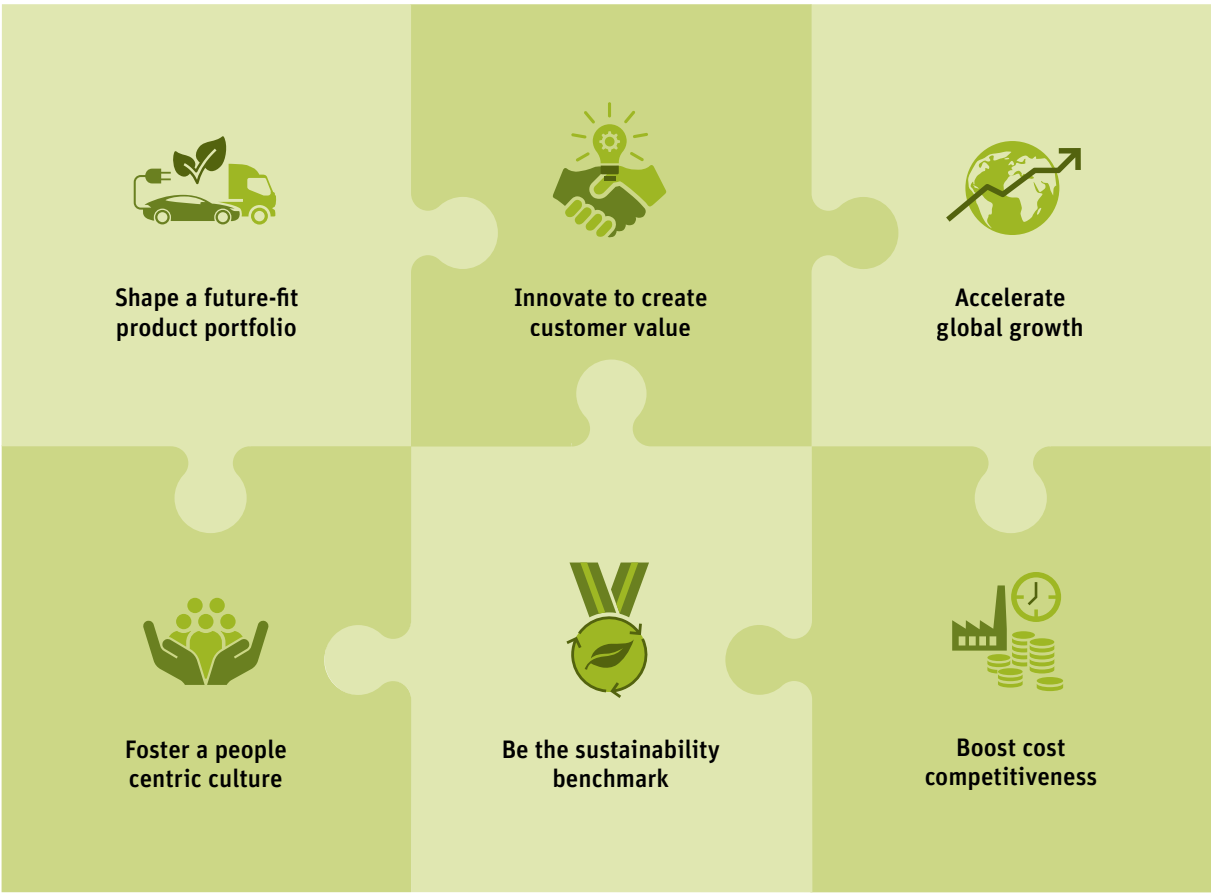 Shape a future-fit
product portfolio
Innovate to create
customer value
Accelerate
global growth
Foster a people
centric culture
Be the sustainability
benchmark
Boost cost
competitiveness